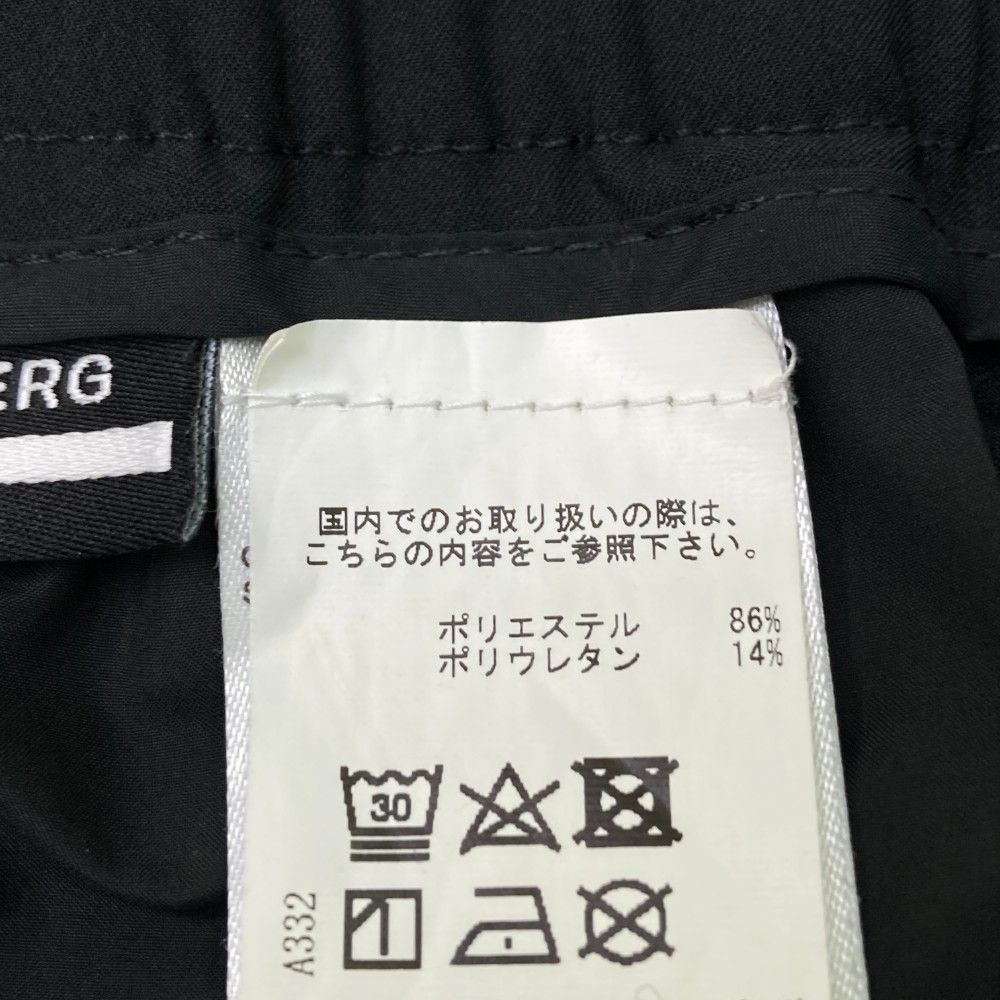 ERG
国内でのお取り扱いの際は、
こちらの内容をご参照下さい。
ポリエステル 86%
ポリウレタン 14%
30
A332